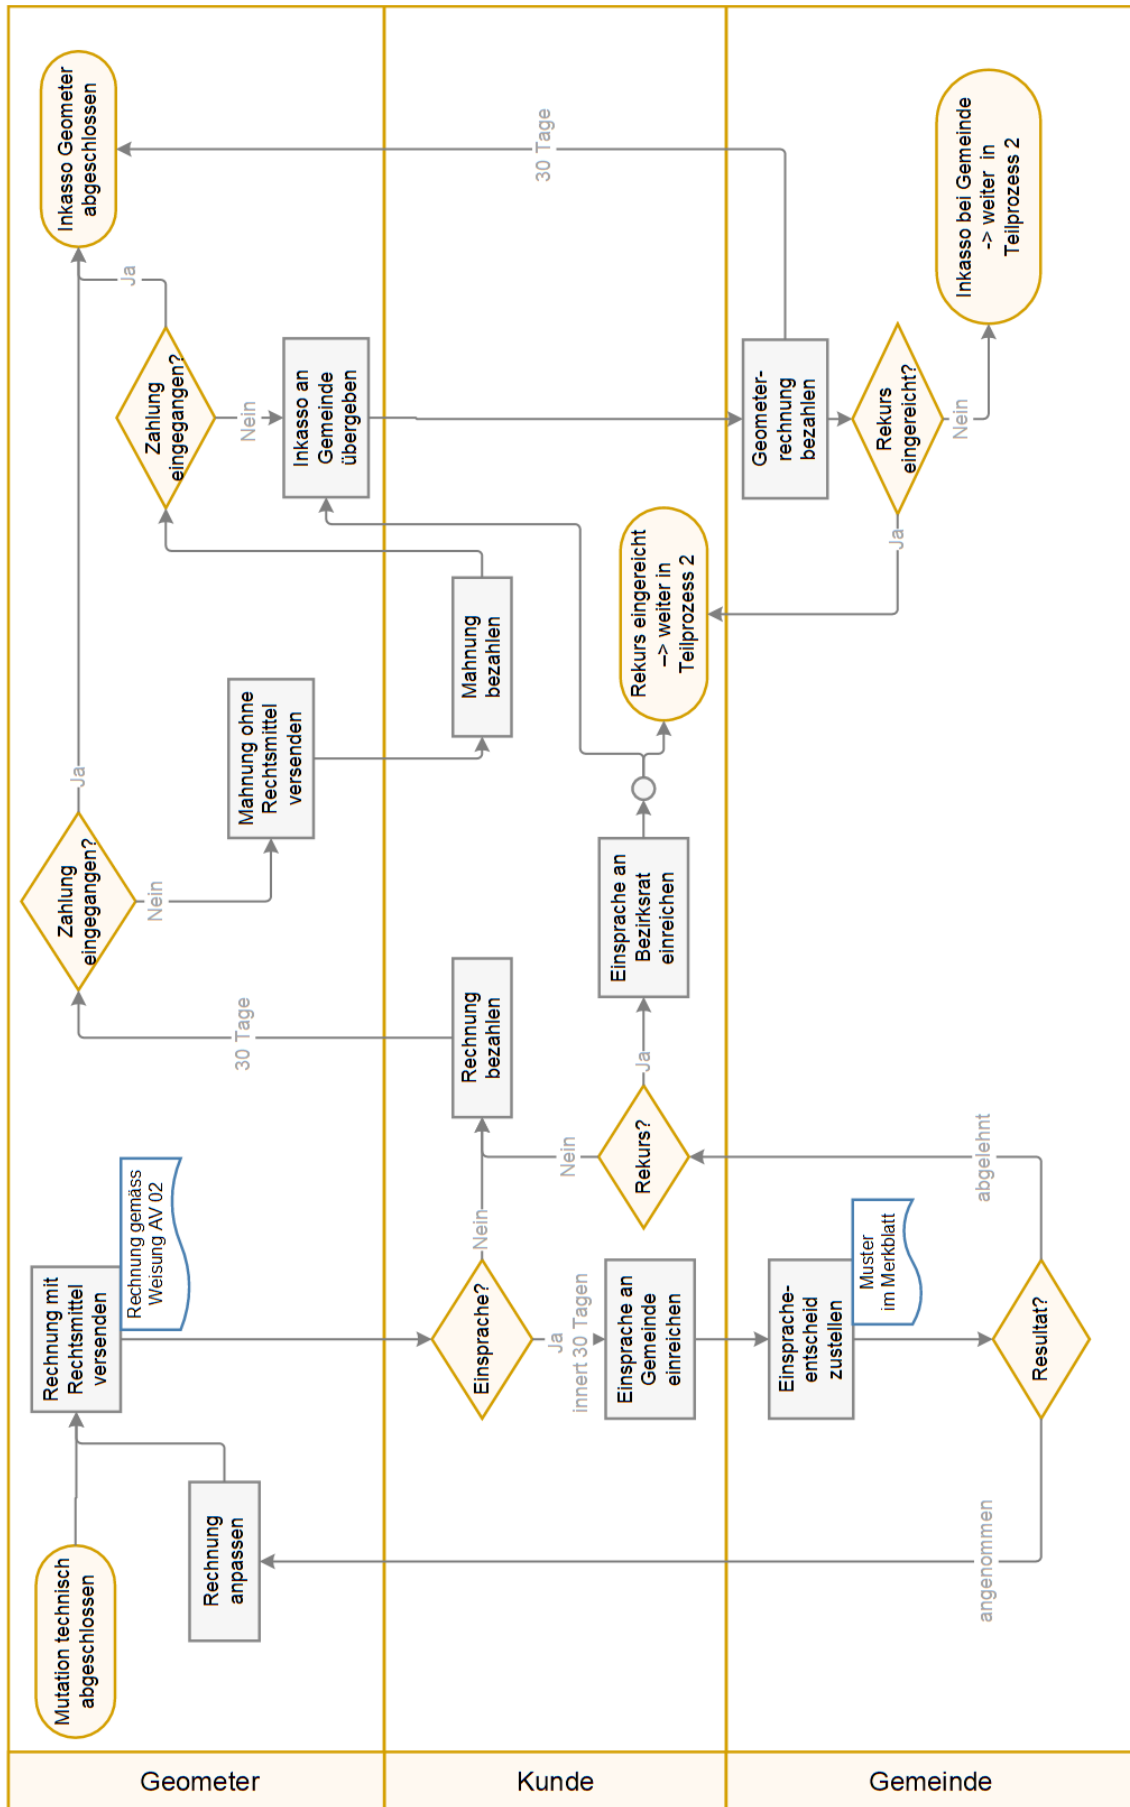 Mutation technisch
abgeschlossen
Rechnung
anpassen
Rechnung mit
Rechtsmittel
versenden
Rechnung gemäss
Weisung AV 02
30 Tage
Zahlung
eingegangen?
Nein
Ja
Mahnung ohne
Rechtsmittel
versenden
Zahlung
eingegangen?
Ja
Nein
Inkasso Geometer
abgeschlossen
Einsprache?
Nein
Ja
innert 30 Tagen
Einsprache an
Gemeinde
einreichen
Rechnung
bezahlen
Rekurs?
Nein
Ja
Einsprache an
Bezirksrat
einreichen
Mahnung
bezahlen
Inkasso an
Gemeinde
übergeben
Rekurs eingereicht
--> weiter in
Teilprozess 2
Einsprache-
entscheid
zustellen
Muster
im Merkblatt
Resultat?
angenommen
abgelehnt
Geometer-
rechnung
bezahlen
30 Tage
Rekurs
eingereicht?
Ja
Nein
Inkasso bei Gemeinde
-> weiter in
Teilprozess 2
Geometer
Kunde
Gemeinde